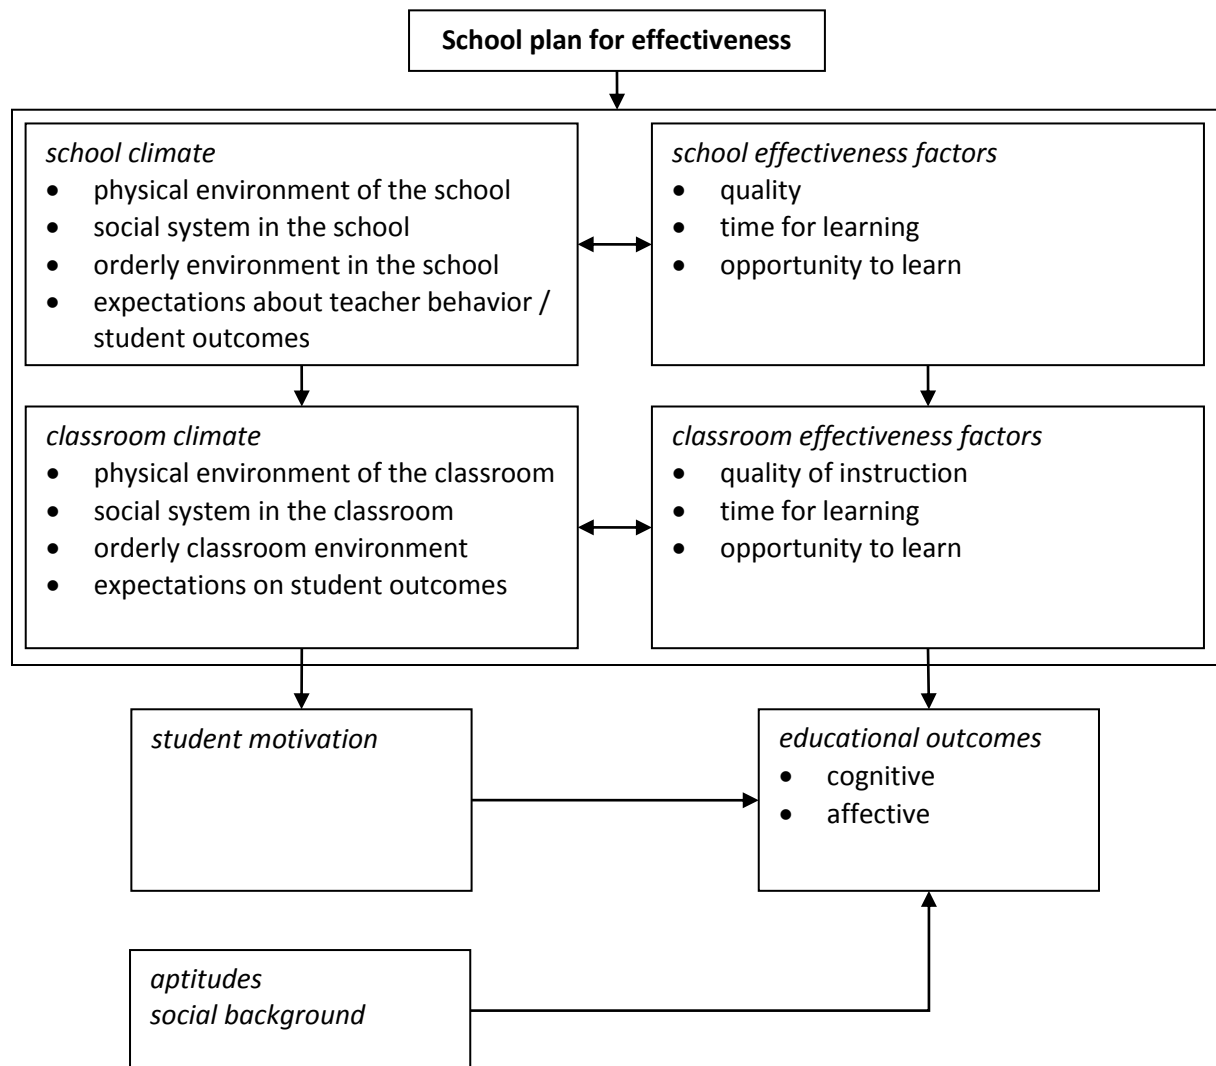 School plan for effectiveness
school climate
• physical environment of the school
• social system in the school
• orderly environment in the school
• expectations about teacher behavior /
student outcomes
school effectiveness factors
• quality
• time for learning
• opportunity to learn
classroom climate
• physical environment of the classroom
• social system in the classroom
• orderly classroom environment
• expectations on student outcomes
classroom effectiveness factors
• quality of instruction
• time for learning
• opportunity to learn
student motivation
educational outcomes
• cognitive
• affective
aptitudes
social background